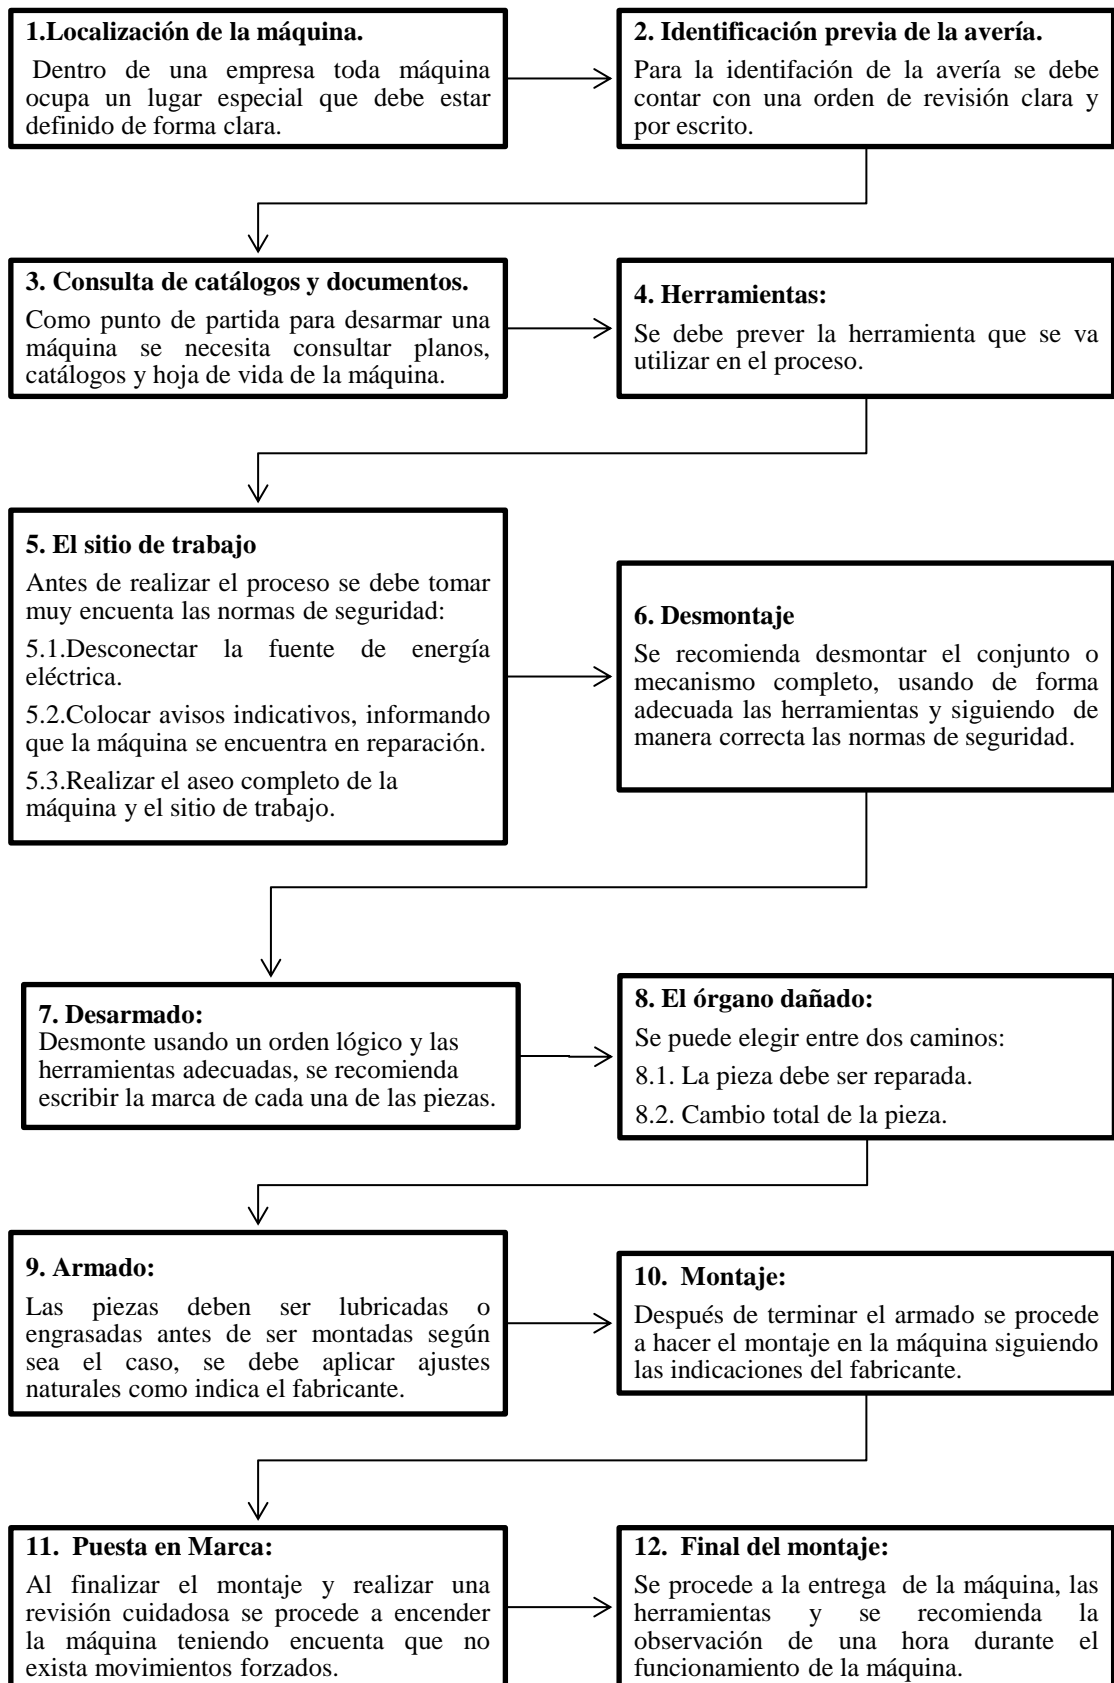 1.Localización de la máquina.
Dentro de una empresa toda máquina
ocupa un lugar especial que debe estar
definido de forma clara.
2. Identificación previa de la avería.
Para la identifación de la avería se debe
contar con una orden de revisión clara y
por escrito.
3. Consulta de catálogos y documentos.
Como punto de partida para desarmar una
máquina se necesita consultar planos,
catálogos y hoja de vida de la máquina.
4. Herramientas:
Se debe prever la herramienta que se va
utilizar en el proceso.
5. El sitio de trabajo
Antes de realizar el proceso se debe tomar
muy encuenta las normas de seguridad:
5.1.Desconectar la fuente de energía
eléctrica.
5.2.Colocar avisos indicativos, informando
que la máquina se encuentra en reparación.
5.3.Realizar el aseo completo de la
máquina y el sitio de trabajo.
6. Desmontaje
Se recomienda desmontar el conjunto o
mecanismo completo, usando de forma
adecuada las herramientas y siguiendo de
manera correcta las normas de seguridad.
7. Desarmado:
Desmonte usando un orden lógico y las
herramientas adecuadas, se recomienda
escribir la marca de cada una de las piezas.
8. El órgano dañado:
Se puede elegir entre dos caminos:
8.1. La pieza debe ser reparada.
8.2. Cambio total de la pieza.
9. Armado:
Las piezas deben ser lubricadas o
engrasadas antes de ser montadas según
sea el caso, se debe aplicar ajustes
naturales como indica el fabricante.
10. Montaje:
Después de terminar el armado se procede
a hacer el montaje en la máquina siguiendo
las indicaciones del fabricante.
11. Puesta en Marca:
Al finalizar el montaje y realizar una
revisión cuidadosa se procede a encender
la máquina teniendo encuenta que no
exista movimientos forzados.
12. Final del montaje:
Se procede a la entrega de la máquina, las
herramientas y se recomienda la
observación de una hora durante el
funcionamiento de la máquina.